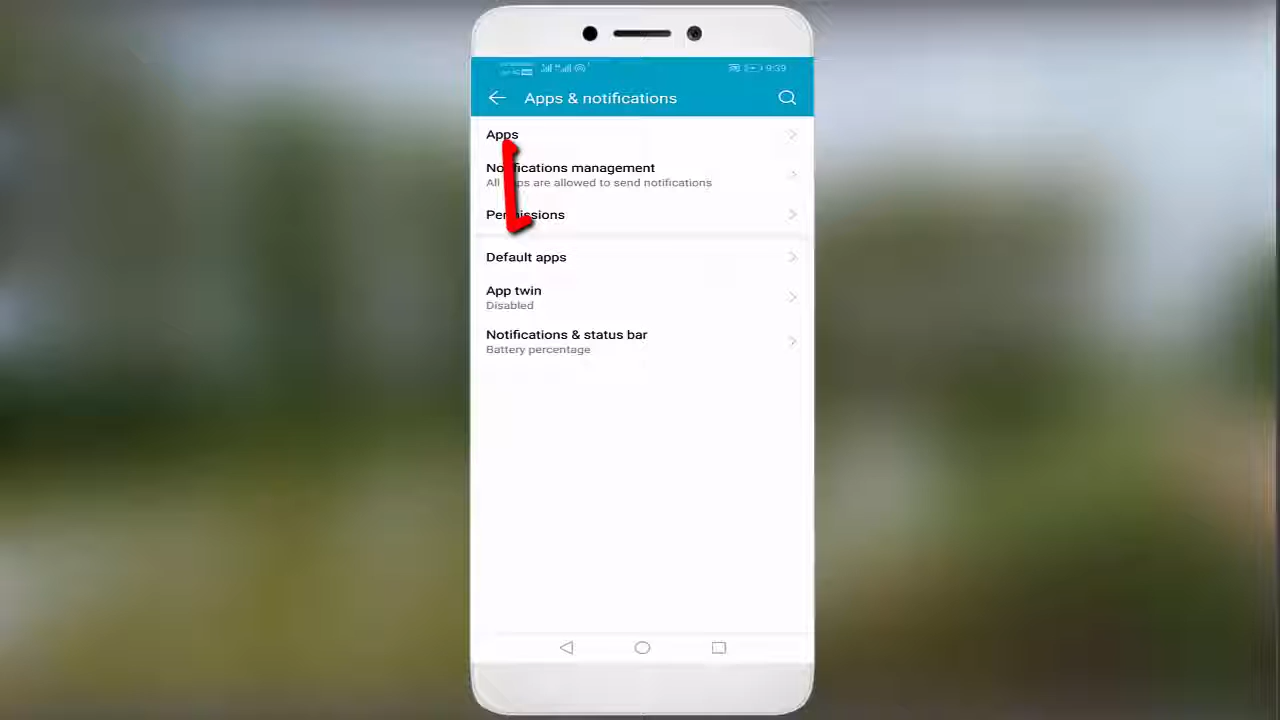 9:39
Apps & notifications
Apps
Notifications management
All apps are allowed to send notifications
Permissions
Default apps
App twin
Disabled
Notifications & status bar
Battery percentage